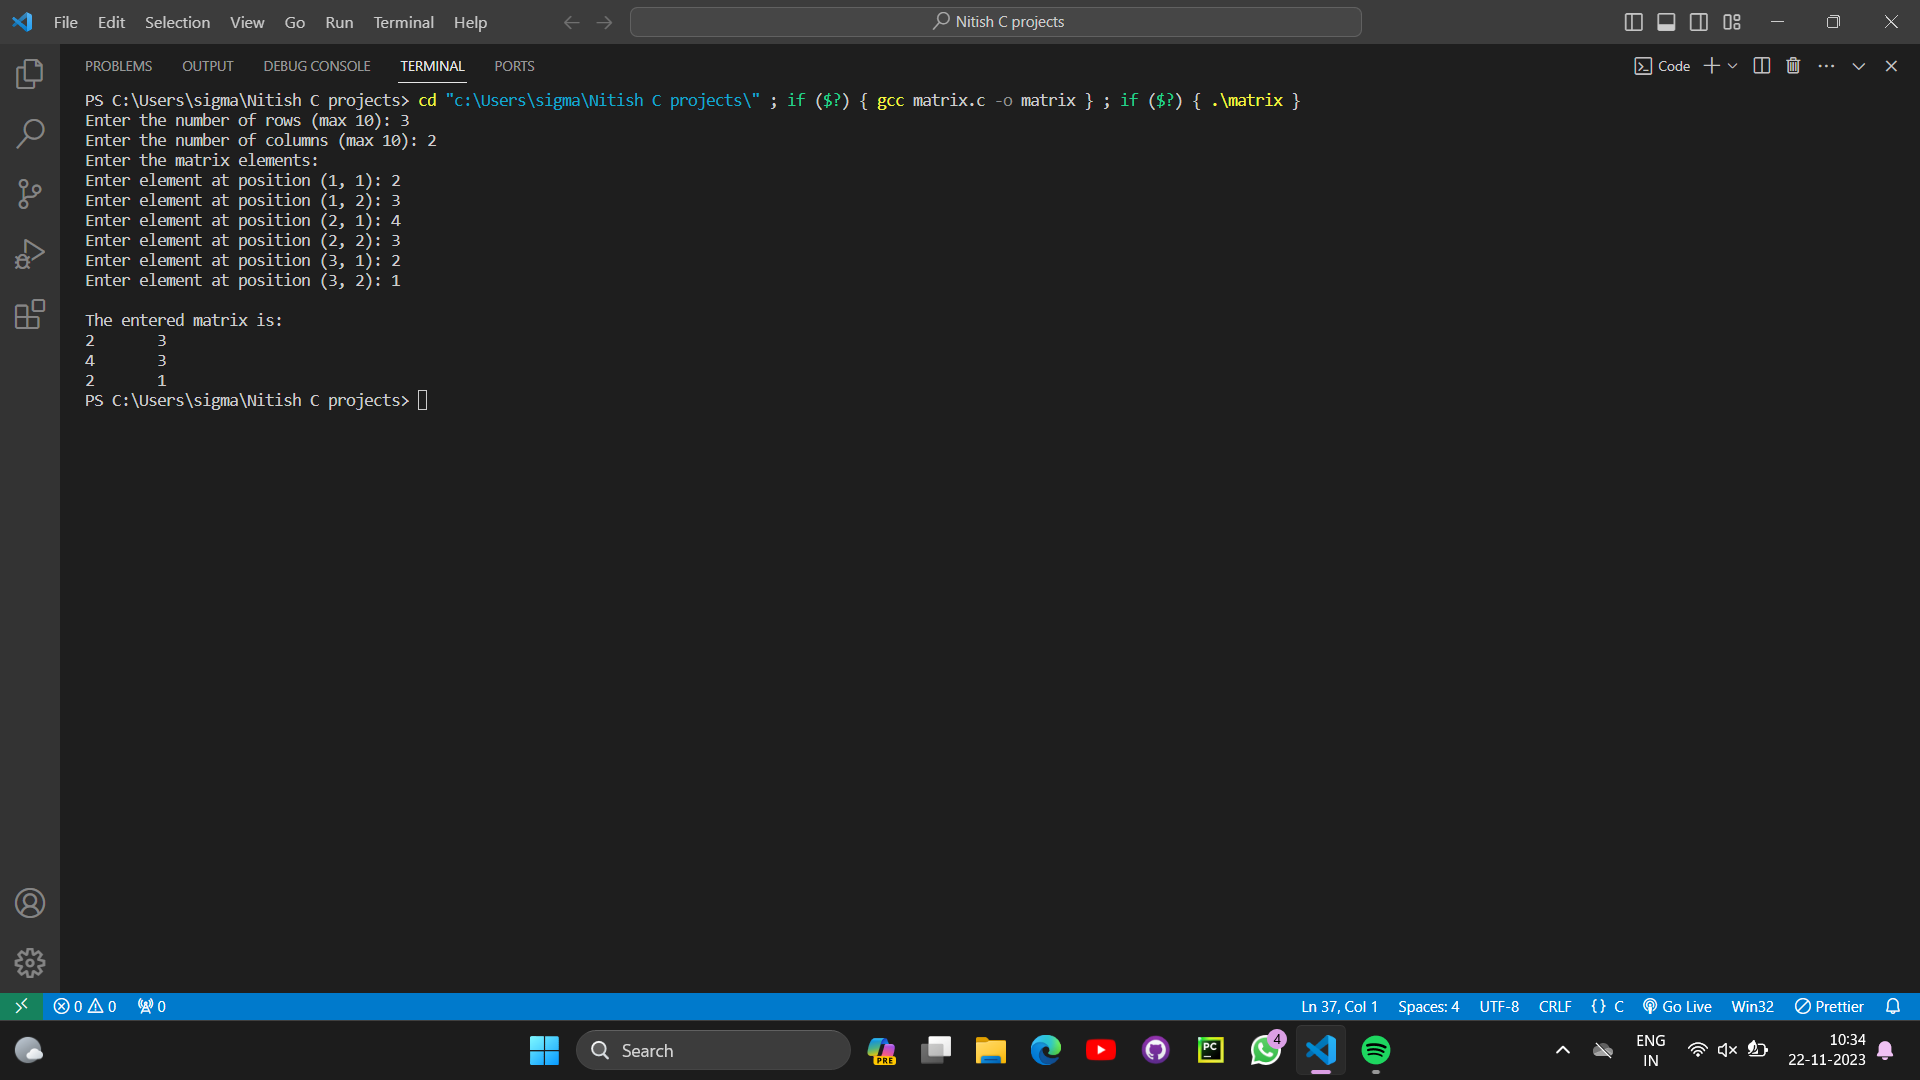 File Edit Selection View Go Run Terminal Help
Nitish C projects
PROBLEMS OUTPUT DEBUG CONSOLE TERMINAL PORTS
Code
PS C:\Users\sigma\Nitish C projects> cd "c:\Users\sigma\Nitish C projects\" ; if ($?) { gcc matrix.c -o matrix } ; if ($?) { .\matrix }
Enter the number of rows (max 10): 3
Enter the number of columns (max 10): 2
Enter the matrix elements:
Enter element at position (1, 1): 2
Enter element at position (1, 2): 3
Enter element at position (2, 1): 4
Enter element at position (2, 2): 3
Enter element at position (3, 1): 2
Enter element at position (3, 2): 1
The entered matrix is:
2 3
4 3
2 1
PS C:\Users\sigma\Nitish C projects>
0 0 0 Ln 37, Col 1 Spaces: 4 UTF-8 CRLF {} C Go Live Win32 Prettier
Search
PRE
PC
4
ENG
IN
10:34
22-11-2023